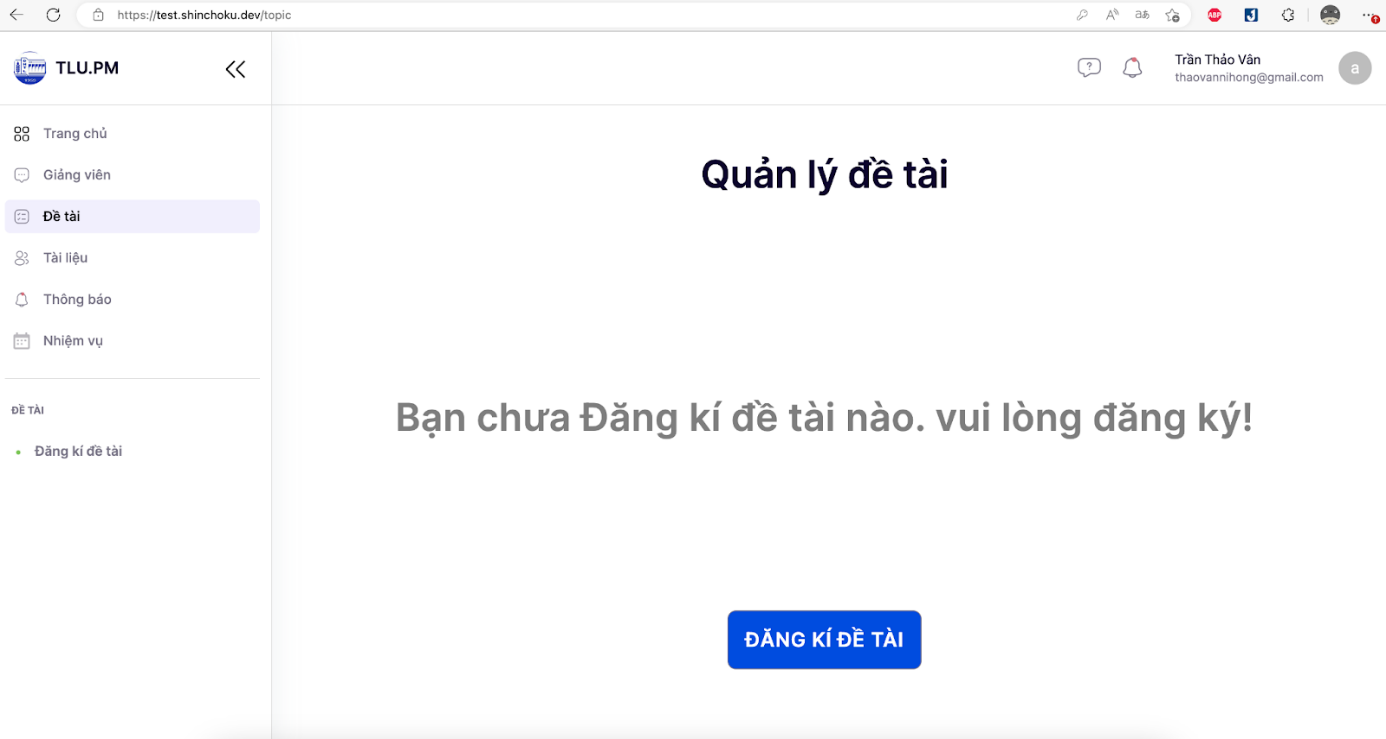 https://test.shinchoku.dev/topic
TLU.PM
Trần Thảo Vân
thaovannihong@gmail.com
a
Trang chủ
Giảng viên
Đề tài
Tài liệu
Thông báo
Nhiệm vụ
ĐỀ TÀI
Đăng kí đề tài
Quản lý đề tài
Bạn chưa Đăng kí đề tài nào. vui lòng đăng ký!
ĐĂNG KÍ ĐỀ TÀI